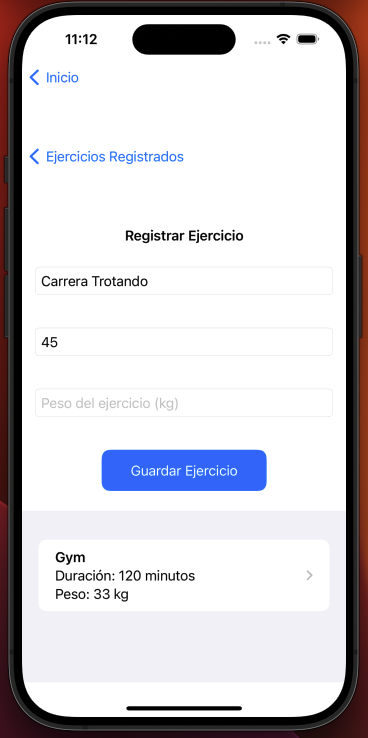 11:12
Inicio
Ejercicios Registrados
Registrar Ejercicio
Carrera Trotando
45
Peso del ejercicio (kg)
Guardar Ejercicio
Gym
Duración: 120 minutos
Peso: 33 kg